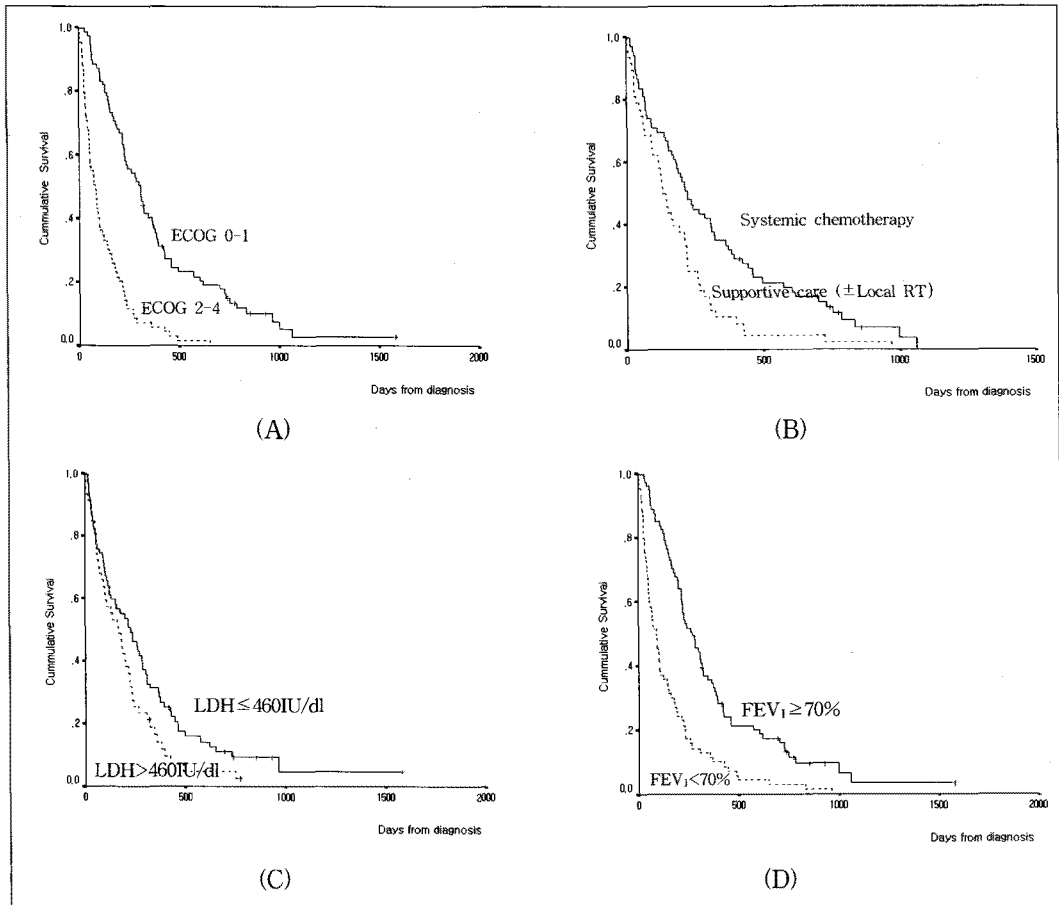 1.0
.8
.6
.4
.2
0.0
Cummulative Survival
ECOG 0-1
ECOG 2-4
0 500 1000 1500 2000
Days from diagnosis
(A)
1.0
.8
.6
.4
.2
0.0
Cummulative Survival
Systemic chemotherapy
Supportive care (±Local RT)
0 500 1000 1500
Days from diagnosis
(B)
1.0
.8
.6
.4
.2
0.0
Cummulative Survival
LDH≤460IU/dl
LDH>460IU/dl
0 500 1000 1500 2000
Days from diagnosis
(C)
1.0
.8
.6
.4
.2
0.0
Cummulative Survival
FEV₁≥70%
FEV₁<70%
0 500 1000 1500 2000
Days from diagnosis
(D)